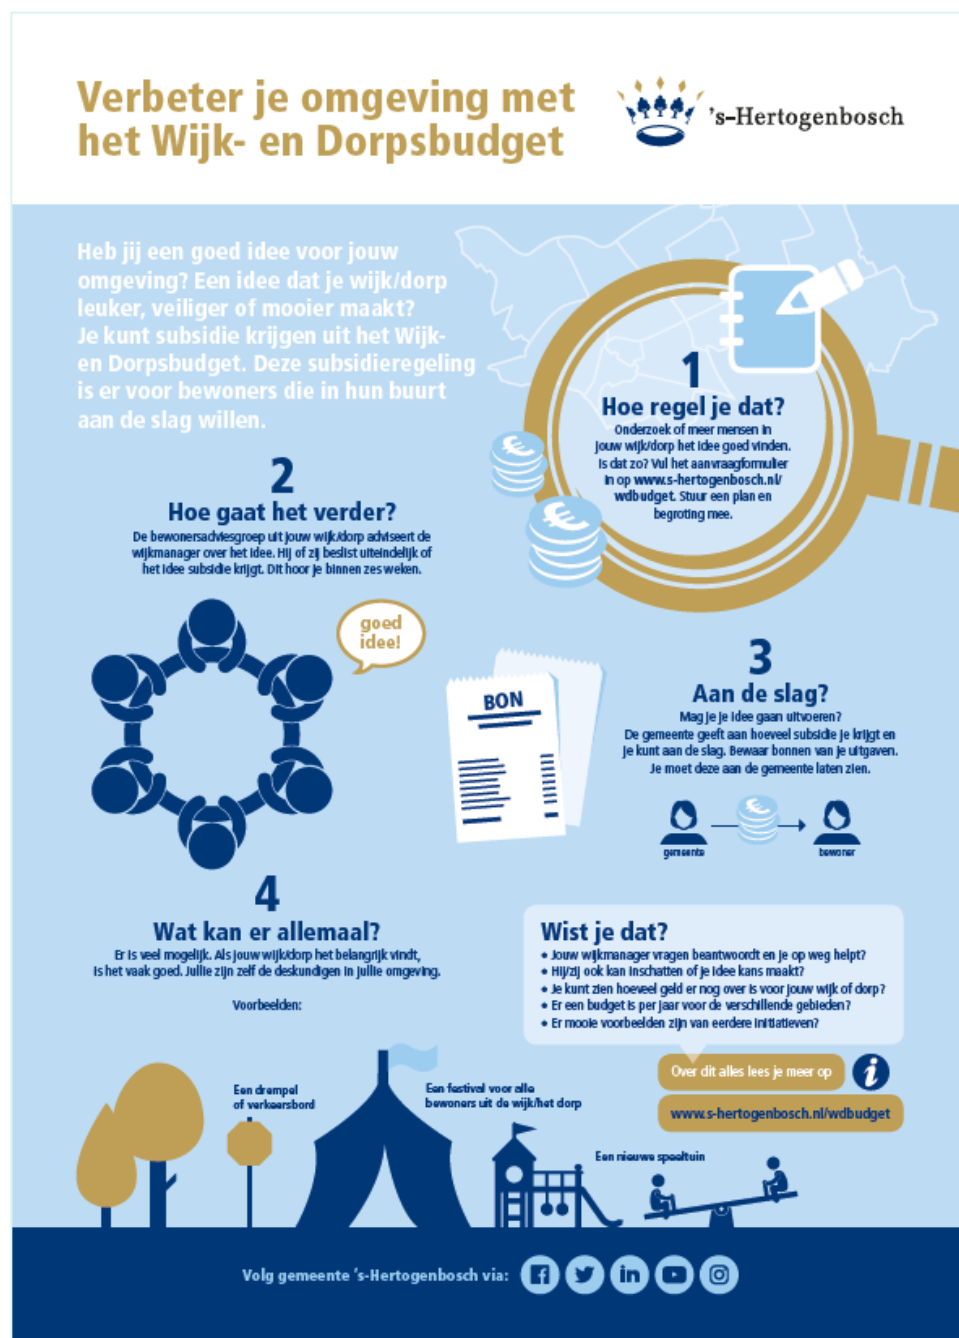 Verbeter je omgeving met
het Wijk- en Dorpsbudget
's-Hertogenbosch
Heb jij een goed idee voor jouw
omgeving? Een idee dat je wijk/dorp
leuker, veiliger of mooier maakt?
Je kunt subsidie krijgen uit het Wijk-
en Dorpsbudget. Deze subsidieregeling
is er voor bewoners die in hun buurt
aan de slag willen.
1
Hoe regel je dat?
Onderzoek of meer mensen in
jouw wijk/dorp het idee goed vinden.
Is dat zo? Vul het aanvraagformulier
in op www.s-hertogenbosch.nl/
wdbudget. Stuur een plan en
begroting mee.
2
Hoe gaat het verder?
De bewonersadviesgroep uit jouw wijk/dorp adviseert de
wijkmanager over het idee. Hij of zij beslist uiteindelijk of
het idee subsidie krijgt. Dit hoor je binnen zes weken.
goed
idee!
BON
3
Aan de slag?
Mag je je idee gaan uitvoeren?
De gemeente geeft aan hoeveel subsidie je krijgt en
je kunt aan de slag. Bewaar bonnen van je uitgaven.
Je moet deze aan de gemeente laten zien.
€
€
€
gemeente
bewoner
4
Wat kan er allemaal?
Er is veel mogelijk. Als jouw wijk/dorp het belangrijk vindt,
is het vaak goed. Jullie zijn zelf de deskundigen in jullie omgeving.
Voorbeelden:
Wist je dat?
• Jouw wijkmanager vragen beantwoordt en je op weg helpt?
• Hij/zij ook kan inschatten of je idee kans maakt?
• Je kunt zien hoeveel geld er nog over is voor jouw wijk of dorp?
• Er een budget is per jaar voor de verschillende gebieden?
• Er mooie voorbeelden zijn van eerdere initiatieven?
Over dit alles lees je meer op
i
www.s-hertogenbosch.nl/wdbudget
Een drempel
of verkeersbord
Een festival voor alle
bewoners uit de wijk/het dorp
Een nieuwe speeltuin
Volg gemeente 's-Hertogenbosch via: